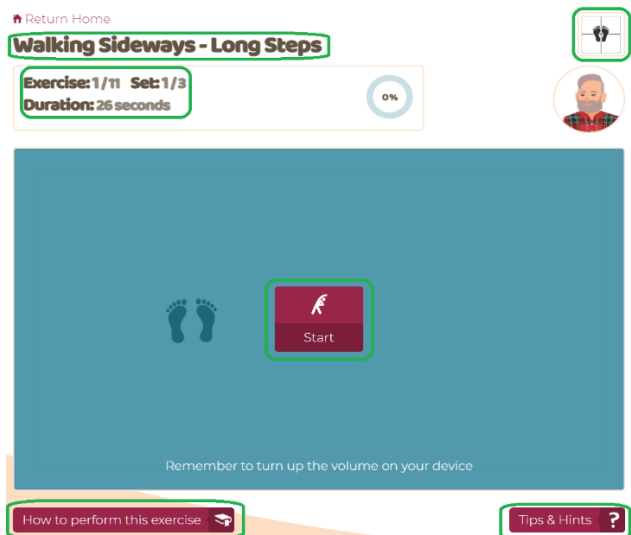 Return Home
Walking Sideways - Long Steps
Exercise: 1/11 Set: 1/3
Duration: 26 seconds
0%
Start
Remember to turn up the volume on your device
How to perform this exercise
Tips & Hints ?